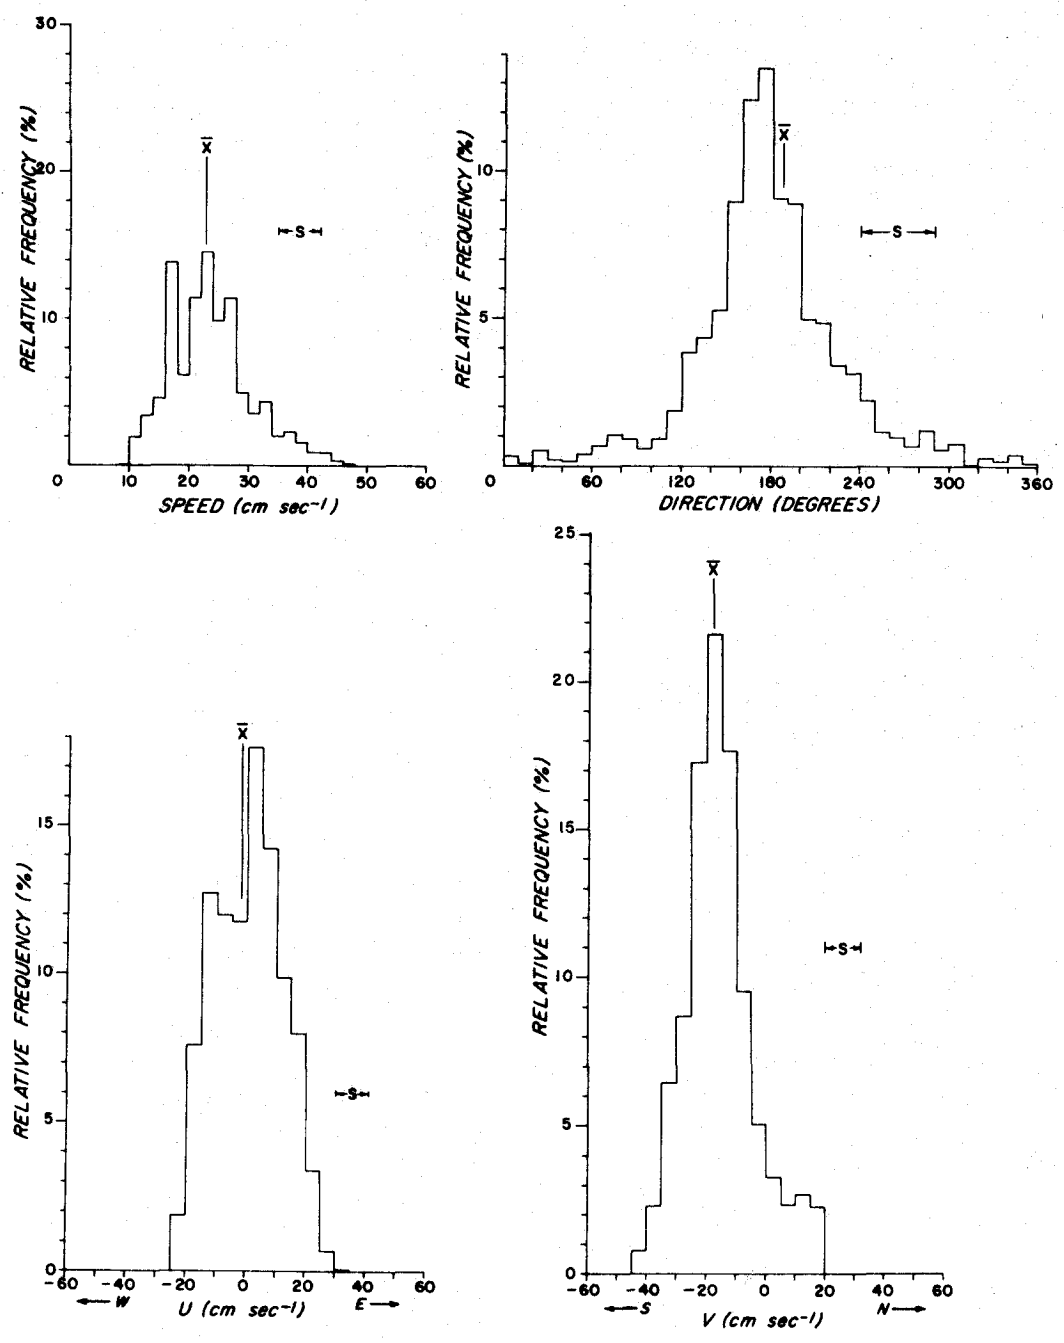 30
20
10
RELATIVE FREQUENCY (%)
X̅
S
0 10 20 30 40 50 60
SPEED (cm sec⁻¹)
10
5
0
RELATIVE FREQUENCY (%)
X̅
S
0 60 120 180 240 300 360
DIRECTION (DEGREES)
15
10
5
0
RELATIVE FREQUENCY (%)
X̅
S
-60 -40 -20 0 20 40 60
W U (cm sec⁻¹) E
25
20
15
10
5
0
RELATIVE FREQUENCY (%)
X̅
S
-60 -40 -20 0 20 40 60
S V (cm sec⁻¹) N